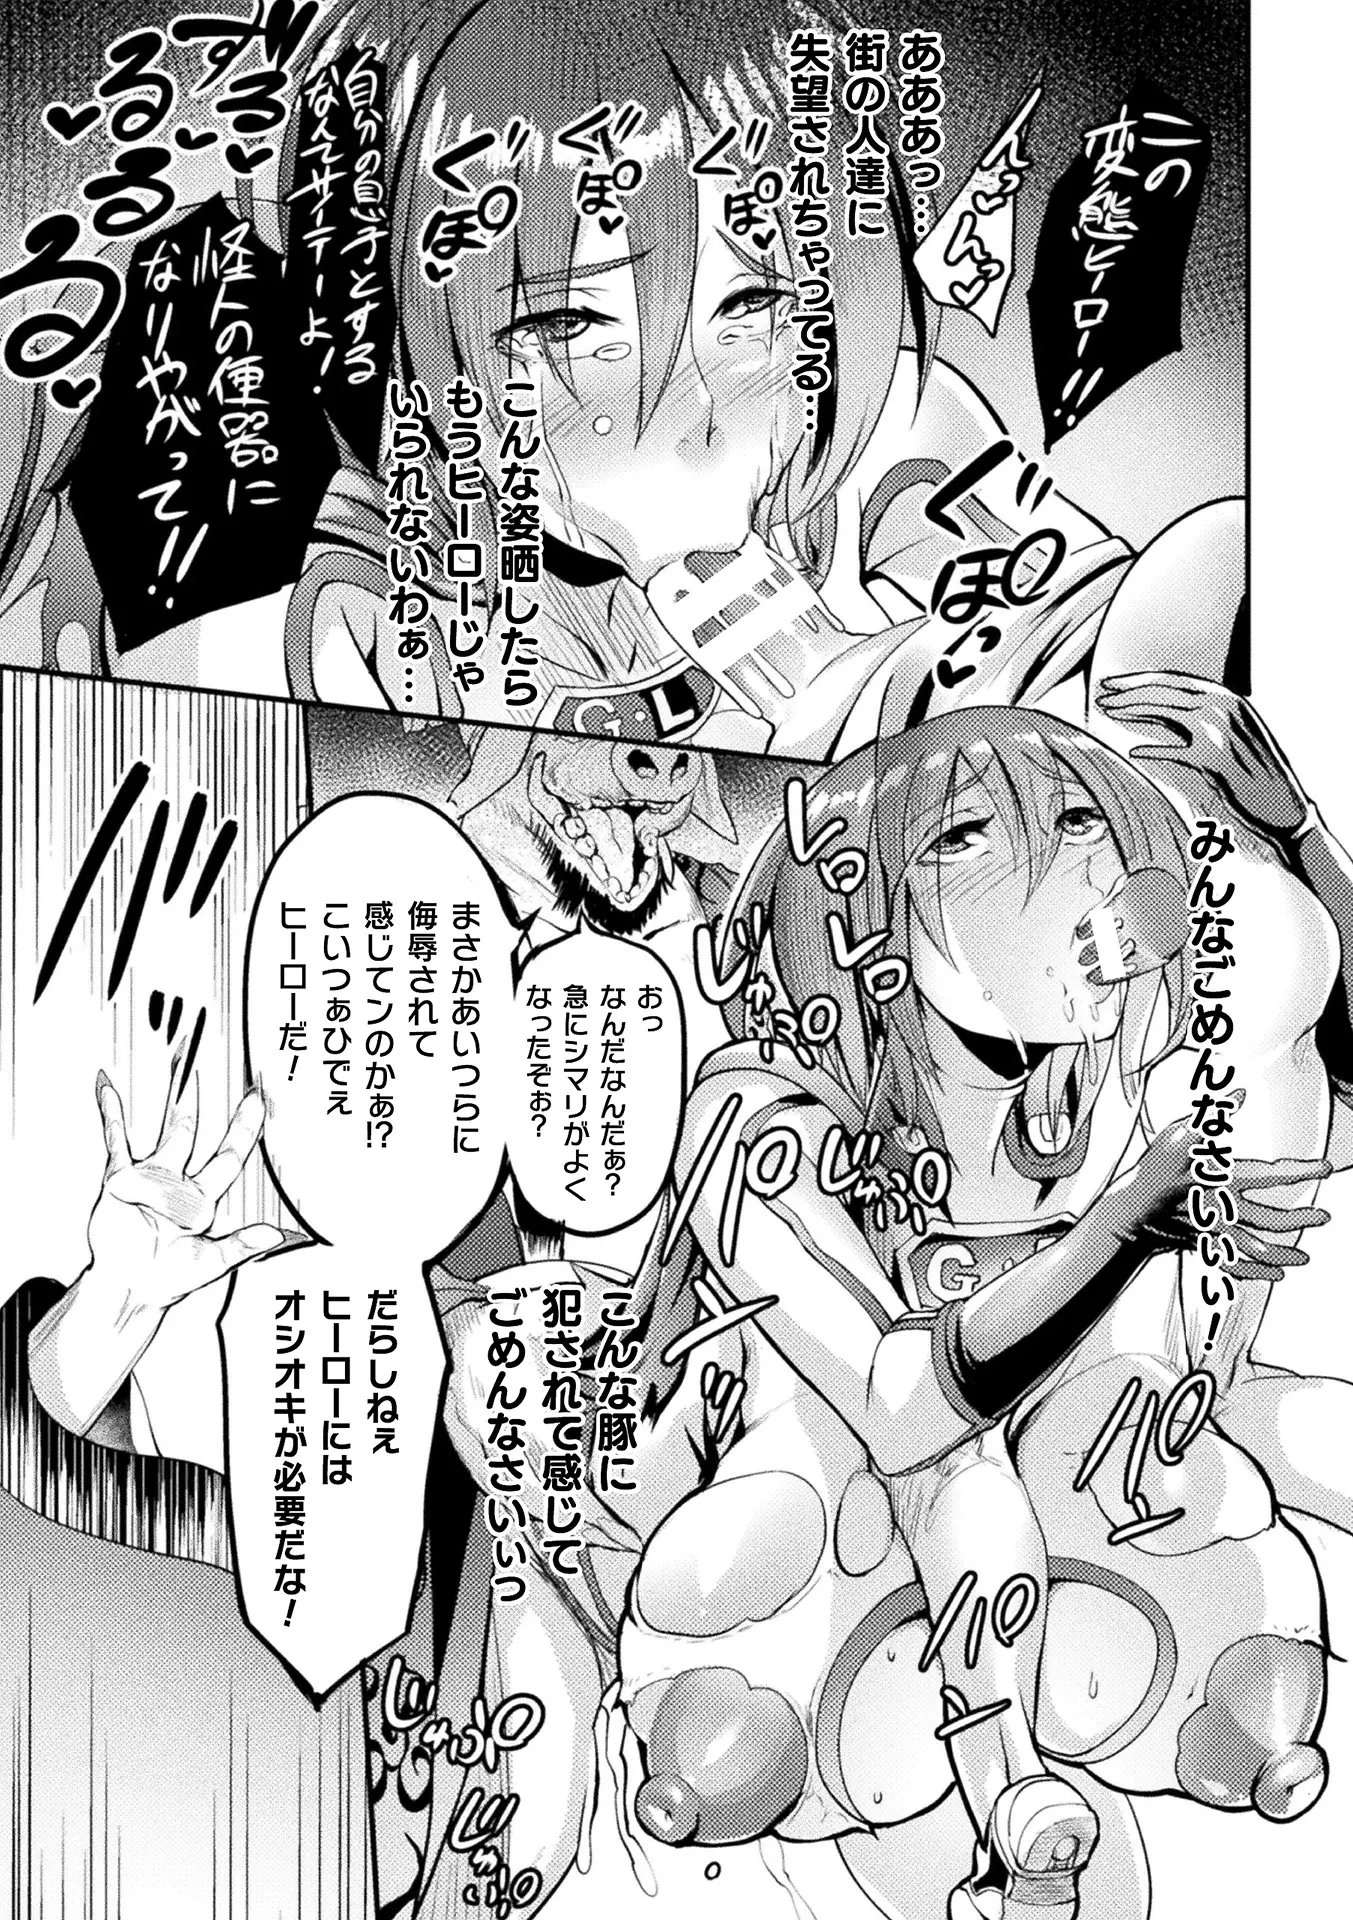 この
変態ヒーロー!!
んっ♥んっ♥
あああっ…
街の人達に
失望されちゃってる…
ぐぽっ♥
ぐぽ♥
ぐぽ♥
ぐぽ♥
こんな姿晒したら
もうヒーローじゃ
いられないわぁ…
自分の息子とする
なんてサイテーよ!
怪人の便器に
なりやがって!!
ずるるるるる
G・L
みんなごめんなさいぃぃ!
レロレロ
じゅぷ
じゅぷ
おっ
なんだなんだぁ?
急にシマリがよく
なったぞぉ?
まさかあいつらに
侮辱されて
感じてンのかぁ!?
こいつぁひでぇ
ヒーローだ!
こんな豚に
犯されて感じて
ごめんなさいぃっ
G
パン
パン
パン
だらしねぇ
ヒーローには
オシオキが必要だな!
じゅぷ
じゅぷ